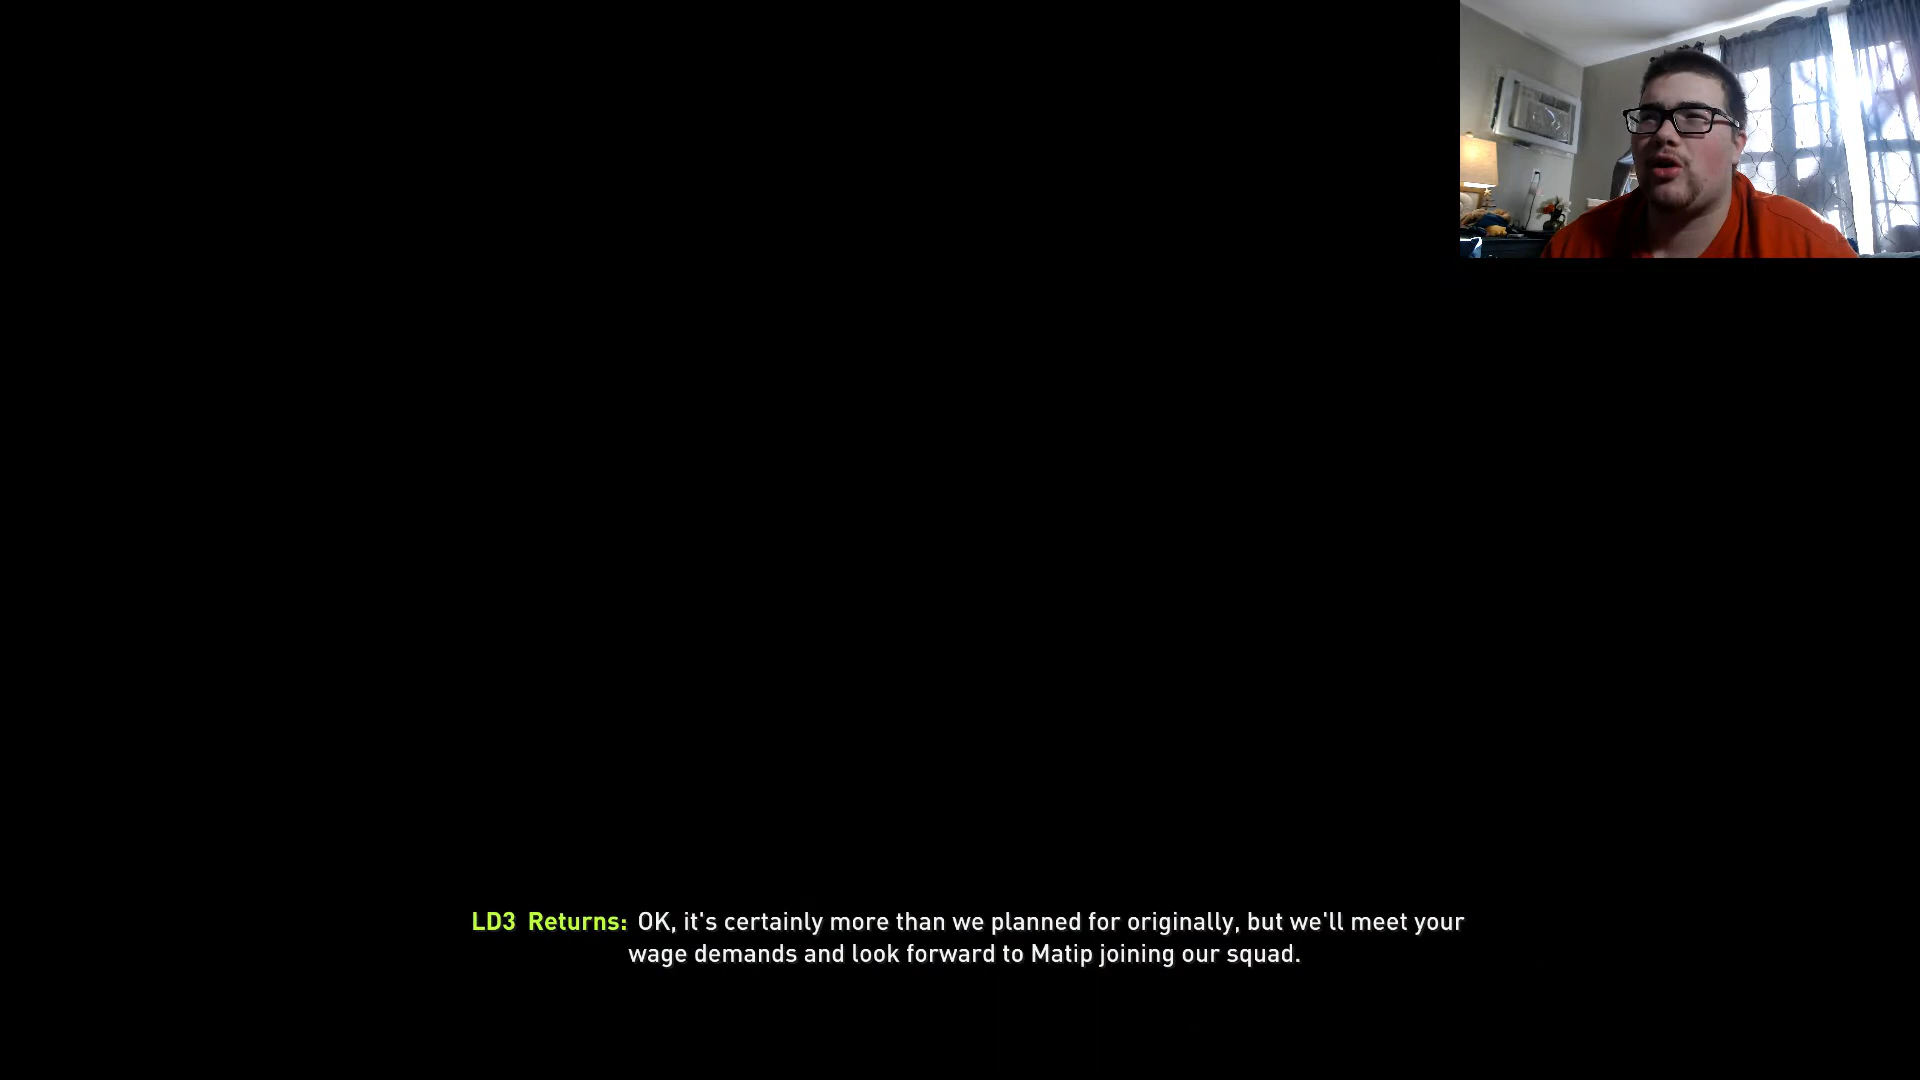 LD3 Returns: OK, it's certainly more than we planned for originally, but we'll meet your
wage demands and look forward to Matip joining our squad.